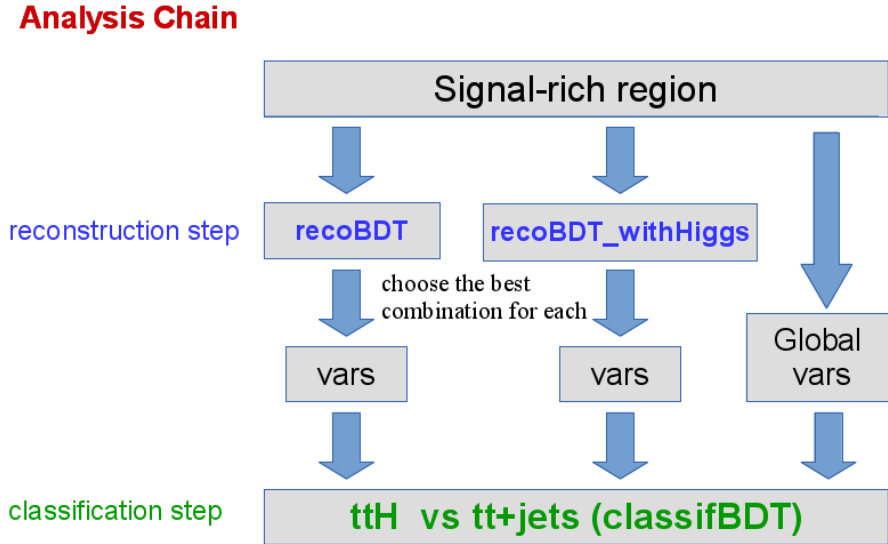 Analysis Chain
Signal-rich region
reconstruction step
recoBDT
recoBDT_withHiggs
choose the best
combination for each
vars
vars
Global
vars
classification step
ttH vs tt+jets (classifBDT)